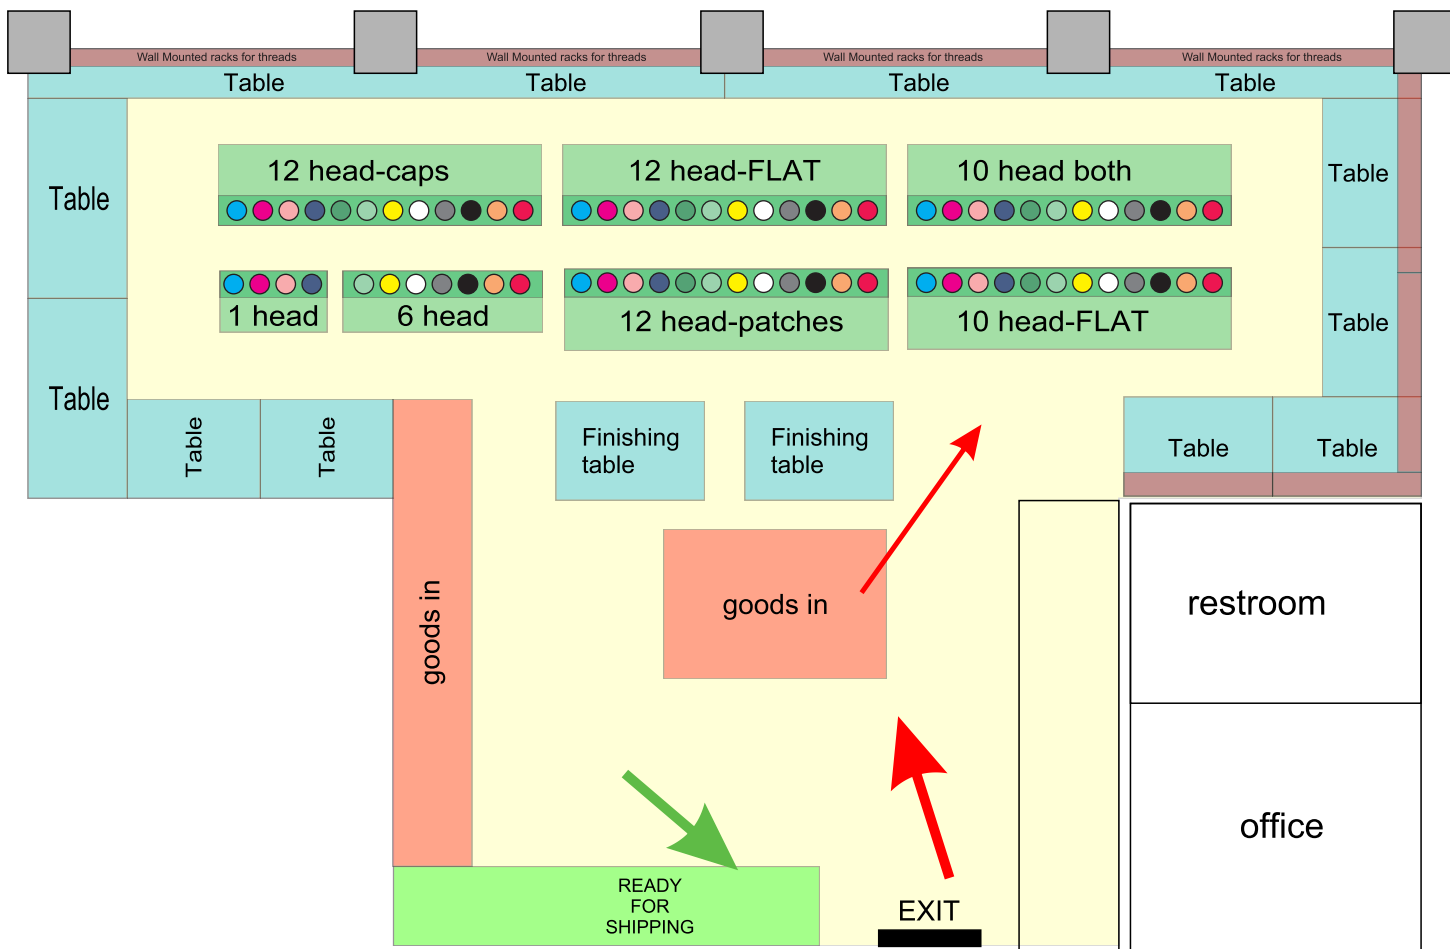 Wall Mounted racks for threads
Wall Mounted racks for threads
Wall Mounted racks for threads
Wall Mounted racks for threads
Table
Table
Table
Table
12 head-caps
12 head-FLAT
10 head both
Table
Table
1 head
6 head
12 head-patches
10 head-FLAT
Table
Table
Table
Table
Finishing
table
Finishing
table
Table
Table
goods in
goods in
restroom
office
READY
FOR
SHIPPING
EXIT